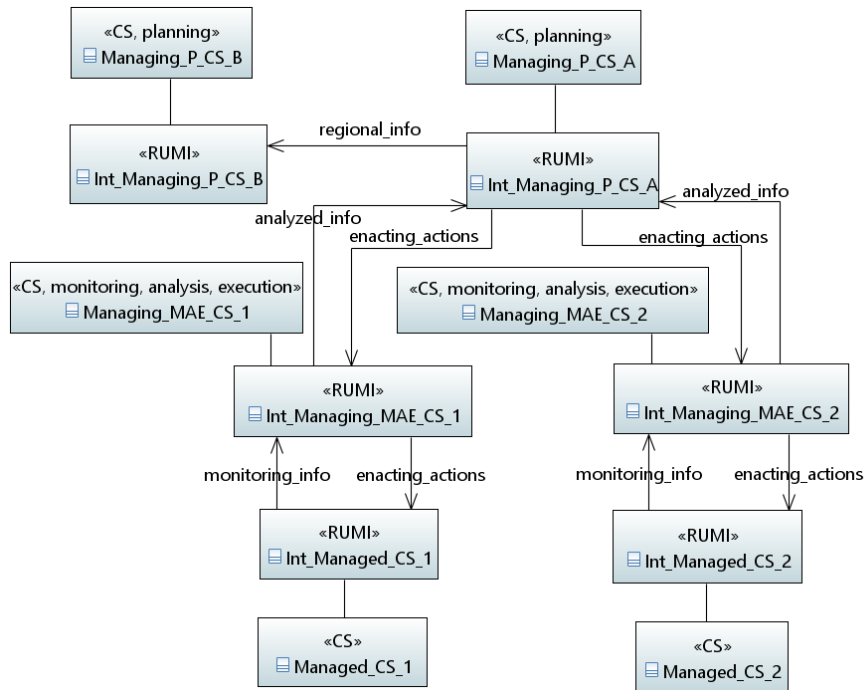 «CS, planning»
Managing_P_CS_B
«CS, planning»
Managing_P_CS_A
regional_info
«RUMI»
Int_Managing_P_CS_B
«RUMI»
Int_Managing_P_CS_A
analyzed_info
analyzed_info
enacting_actions
enacting_actions
«CS, monitoring, analysis, execution»
Managing_MAE_CS_1
«CS, monitoring, analysis, execution»
Managing_MAE_CS_2
«RUMI»
Int_Managing_MAE_CS_1
«RUMI»
Int_Managing_MAE_CS_2
monitoring_info
enacting_actions
monitoring_info
enacting_actions
«RUMI»
Int_Managed_CS_1
«RUMI»
Int_Managed_CS_2
«CS»
Managed_CS_1
«CS»
Managed_CS_2